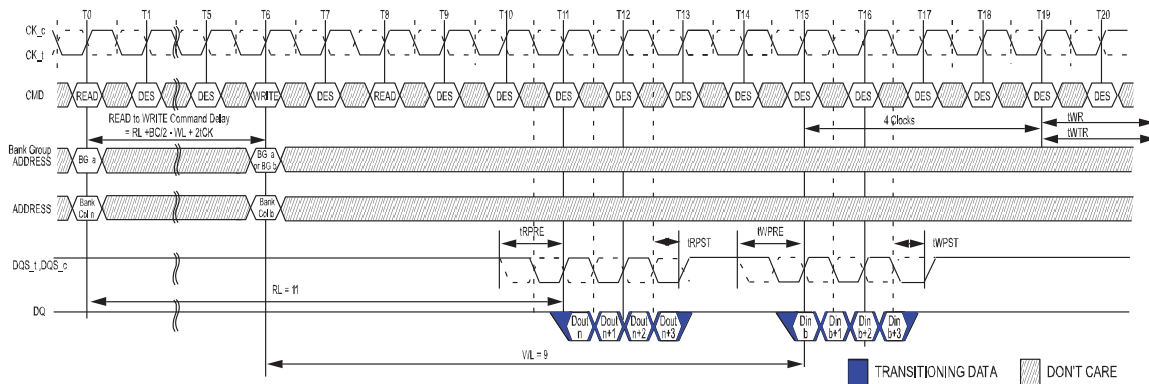 T0 T1 T5 T6 T7 T8 T9 T10 T11 T12 T13 T14 T15 T16 T17 T18 T19 T20
CK_c
CK_t
CMD READ DES DES WRITE DES READ DES DES DES DES DES DES DES DES DES DES DES DES
READ to WRITE Command Delay
= RL +BC/2 - WL + 2tCK
4 Clocks
tWR
tWTR
Bank Group
ADDRESS
BG a
BG a
or BG b
ADDRESS
Bank
Col n
Bank
Col b
tRPRE tRPST tWPRE tWPST
DQS_t,DQS_c
RL = 11
DQ
Dout
n
Dout
n+1
Dout
n+2
Dout
n+3
Din
b
Din
b+1
Din
b+2
Din
b+3
WL = 9
TRANSITIONING DATA DON'T CARE